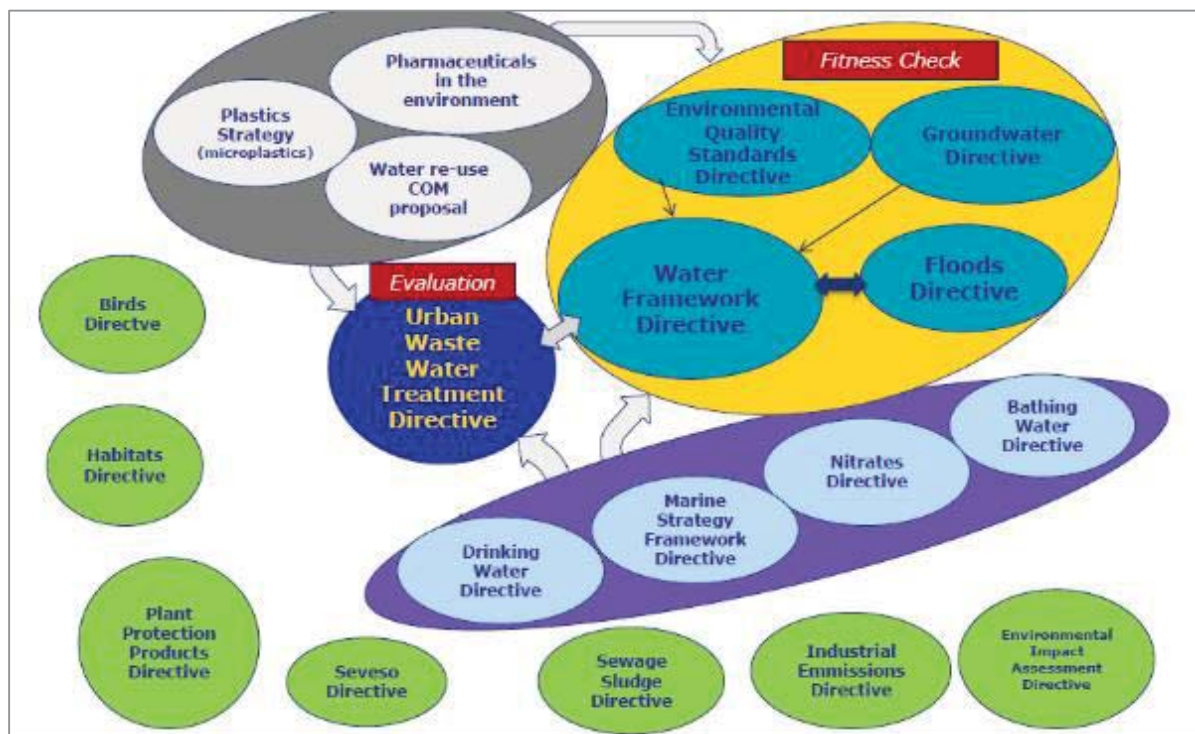 Pharmaceuticals
in the
environment
Plastics
Strategy
(microplastics)
Water re-use
COM
proposal
Fitness Check
Environmental
Quality
Standards
Directive
Groundwater
Directive
Water
Framework
Directive
Floods
Directive
Evaluation
Urban
Waste
Water
Treatment
Directive
Birds
Directve
Habitats
Directive
Bathing
Water
Directive
Nitrates
Directive
Marine
Strategy
Framework
Directive
Drinking
Water
Directive
Plant
Protection
Products
Directive
Seveso
Directive
Sewage
Sludge
Directive
Industrial
Emmissions
Directive
Environmental
Impact
Assessment
Directive